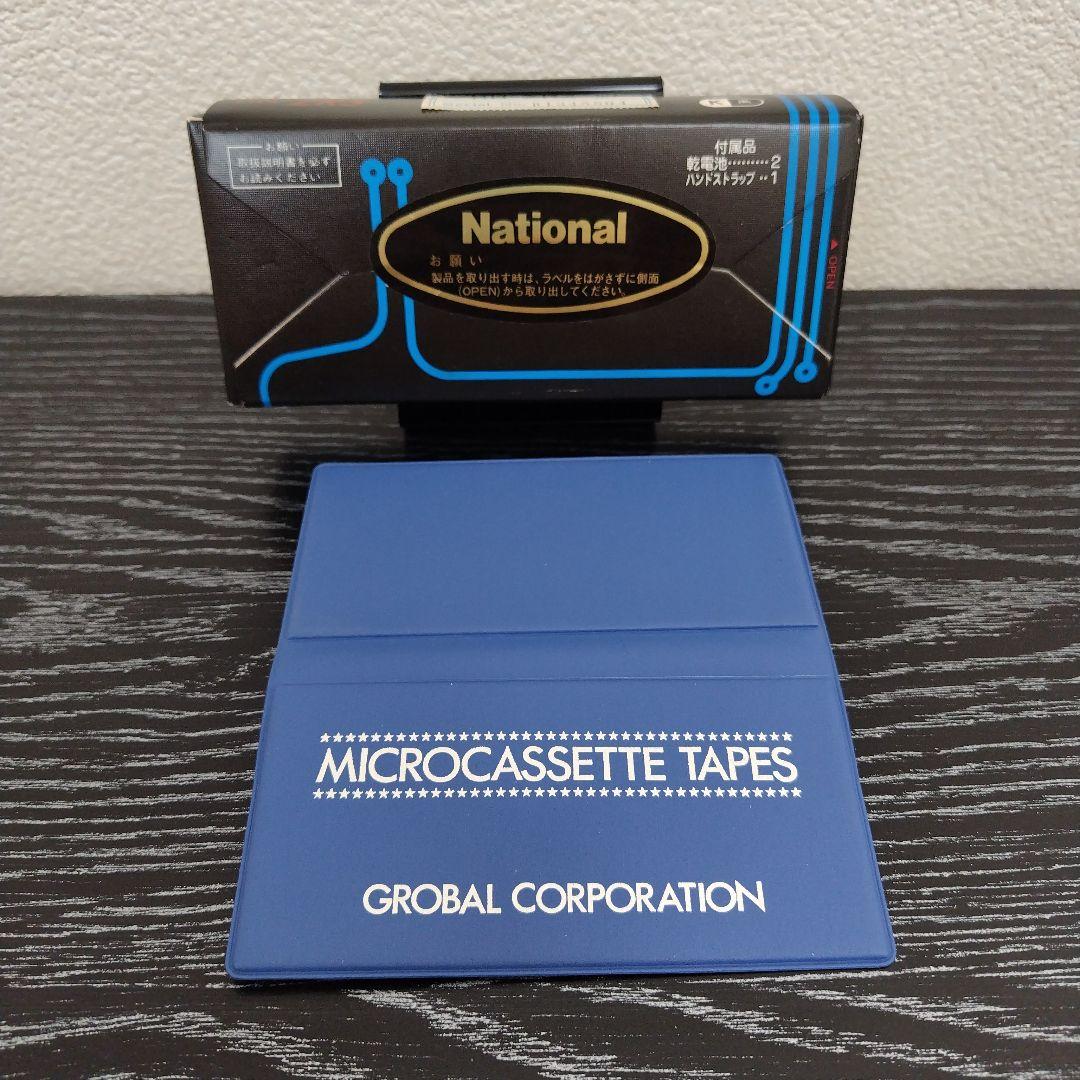 お願い
取扱説明書を必ず
お読みください
付属品
乾電池………2
ハンドストラップ‥1
National
お願い
製品を取り出す時は、ラベルをはがさずに側面
(OPEN)から取り出してください。
▲ OPEN
MICROCASSETTE TAPES
GROBAL CORPORATION